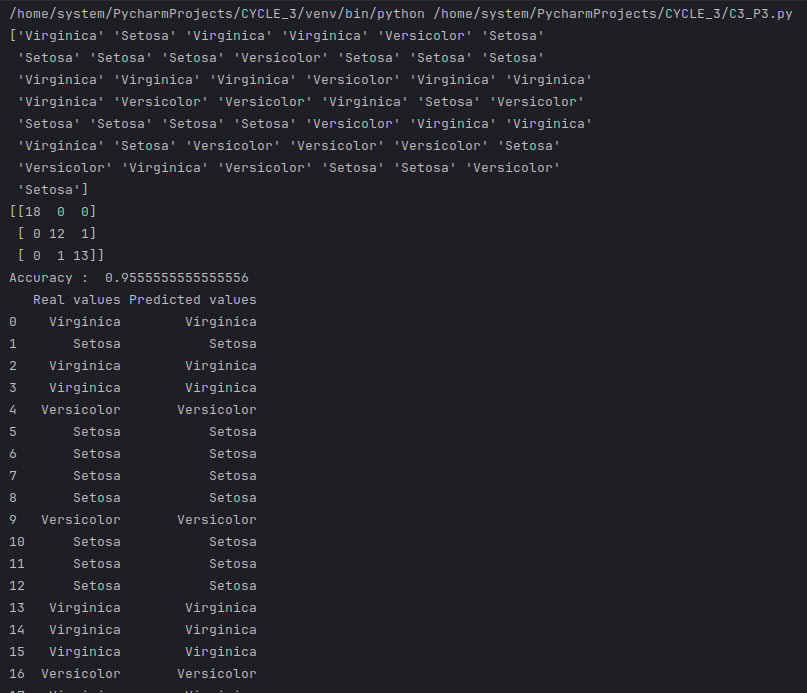 /home/system/PycharmProjects/CYCLE_3/venv/bin/python /home/system/PycharmProjects/CYCLE_3/C3_P3.py
['Virginica' 'Setosa' 'Virginica' 'Virginica' 'Versicolor' 'Setosa'
 'Setosa' 'Setosa' 'Setosa' 'Versicolor' 'Setosa' 'Setosa' 'Setosa'
 'Virginica' 'Virginica' 'Virginica' 'Versicolor' 'Virginica' 'Virginica'
 'Virginica' 'Versicolor' 'Versicolor' 'Virginica' 'Setosa' 'Versicolor'
 'Setosa' 'Setosa' 'Setosa' 'Setosa' 'Versicolor' 'Virginica' 'Virginica'
 'Virginica' 'Setosa' 'Versicolor' 'Versicolor' 'Versicolor' 'Setosa'
 'Versicolor' 'Virginica' 'Versicolor' 'Setosa' 'Setosa' 'Versicolor'
 'Setosa']
[[18  0  0]
 [ 0 12  1]
 [ 0  1 13]]
Accuracy :  0.9555555555555556
   Real values Predicted values
0    Virginica        Virginica
1       Setosa           Setosa
2    Virginica        Virginica
3    Virginica        Virginica
4   Versicolor       Versicolor
5       Setosa           Setosa
6       Setosa           Setosa
7       Setosa           Setosa
8       Setosa           Setosa
9   Versicolor       Versicolor
10      Setosa           Setosa
11      Setosa           Setosa
12      Setosa           Setosa
13   Virginica        Virginica
14   Virginica        Virginica
15   Virginica        Virginica
16  Versicolor       Versicolor